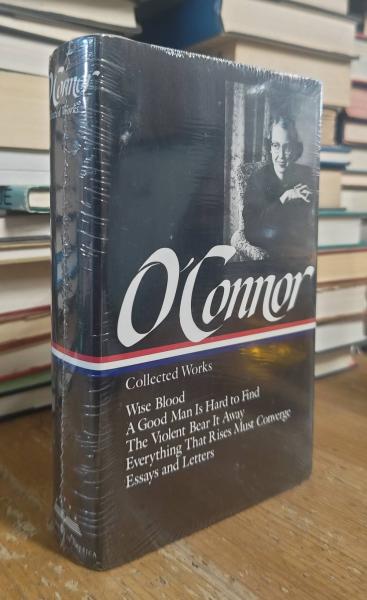 O'Connor
Collected Works
Wise Blood
A Good Man Is Hard to Find
The Violent Bear It Away
Everything That Rises Must Converge
Essays and Letters
O'Connor
Collected Works
AMERICA